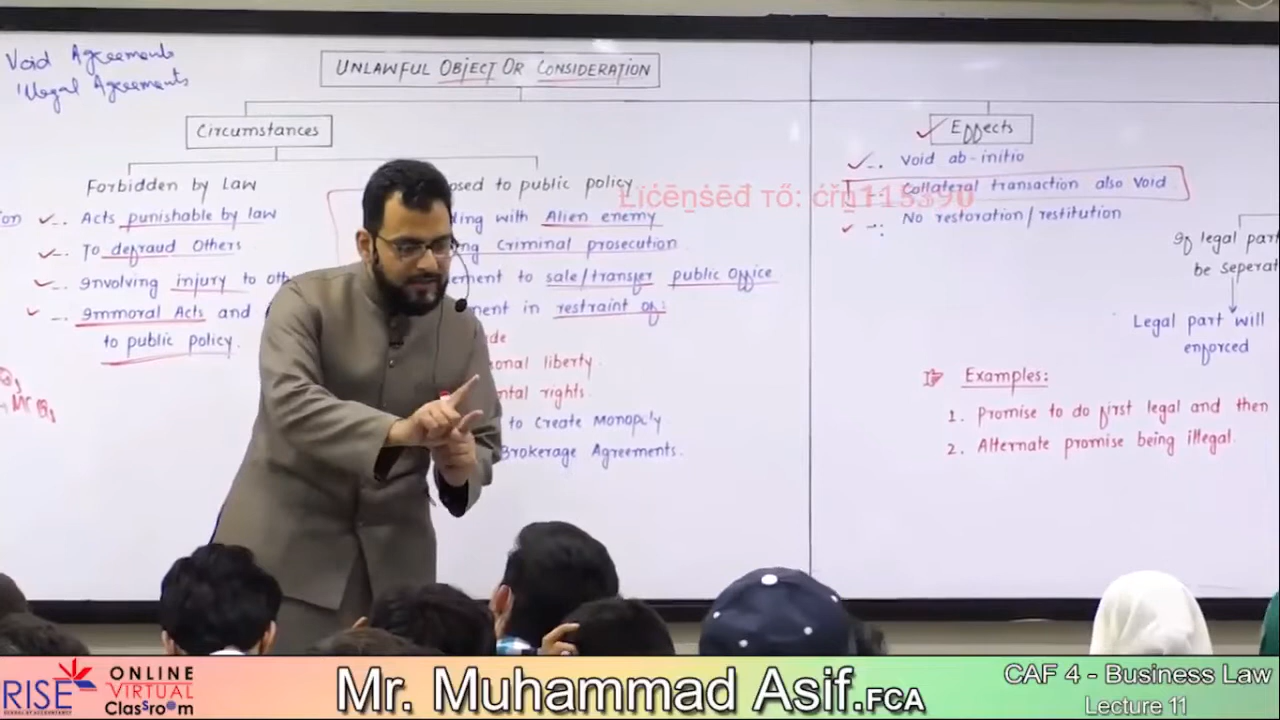 Void Agreements
Illegal Agreements
UNLAWFUL OBJECT OR CONSIDERATION
Circumstances
Forbidden by law
Acts punishable by law
To defraud Others
Involving injury to
Immoral Acts and
to public policy.
osed to public policy
ling with Alien enemy
ng Criminal prosecution
ement to sale/transfer public office
ment in restraint of:
de
onal liberty.
ntal rights.
to Create Monopoly
Brokerage Agreements.
Effects
Void ab-initio
Collateral transaction also Void
No restoration/restitution
Licensed to:
If legal part
be seperat
Legal part will
enforced
Examples:
1. Promise to do first legal and then
2. Alternate promise being illegal.
RISE
ONLINE
VIRTUAL
Classroom
Mr. Muhammad Asif.FCA
CAF 4 - Business Law
Lecture 11